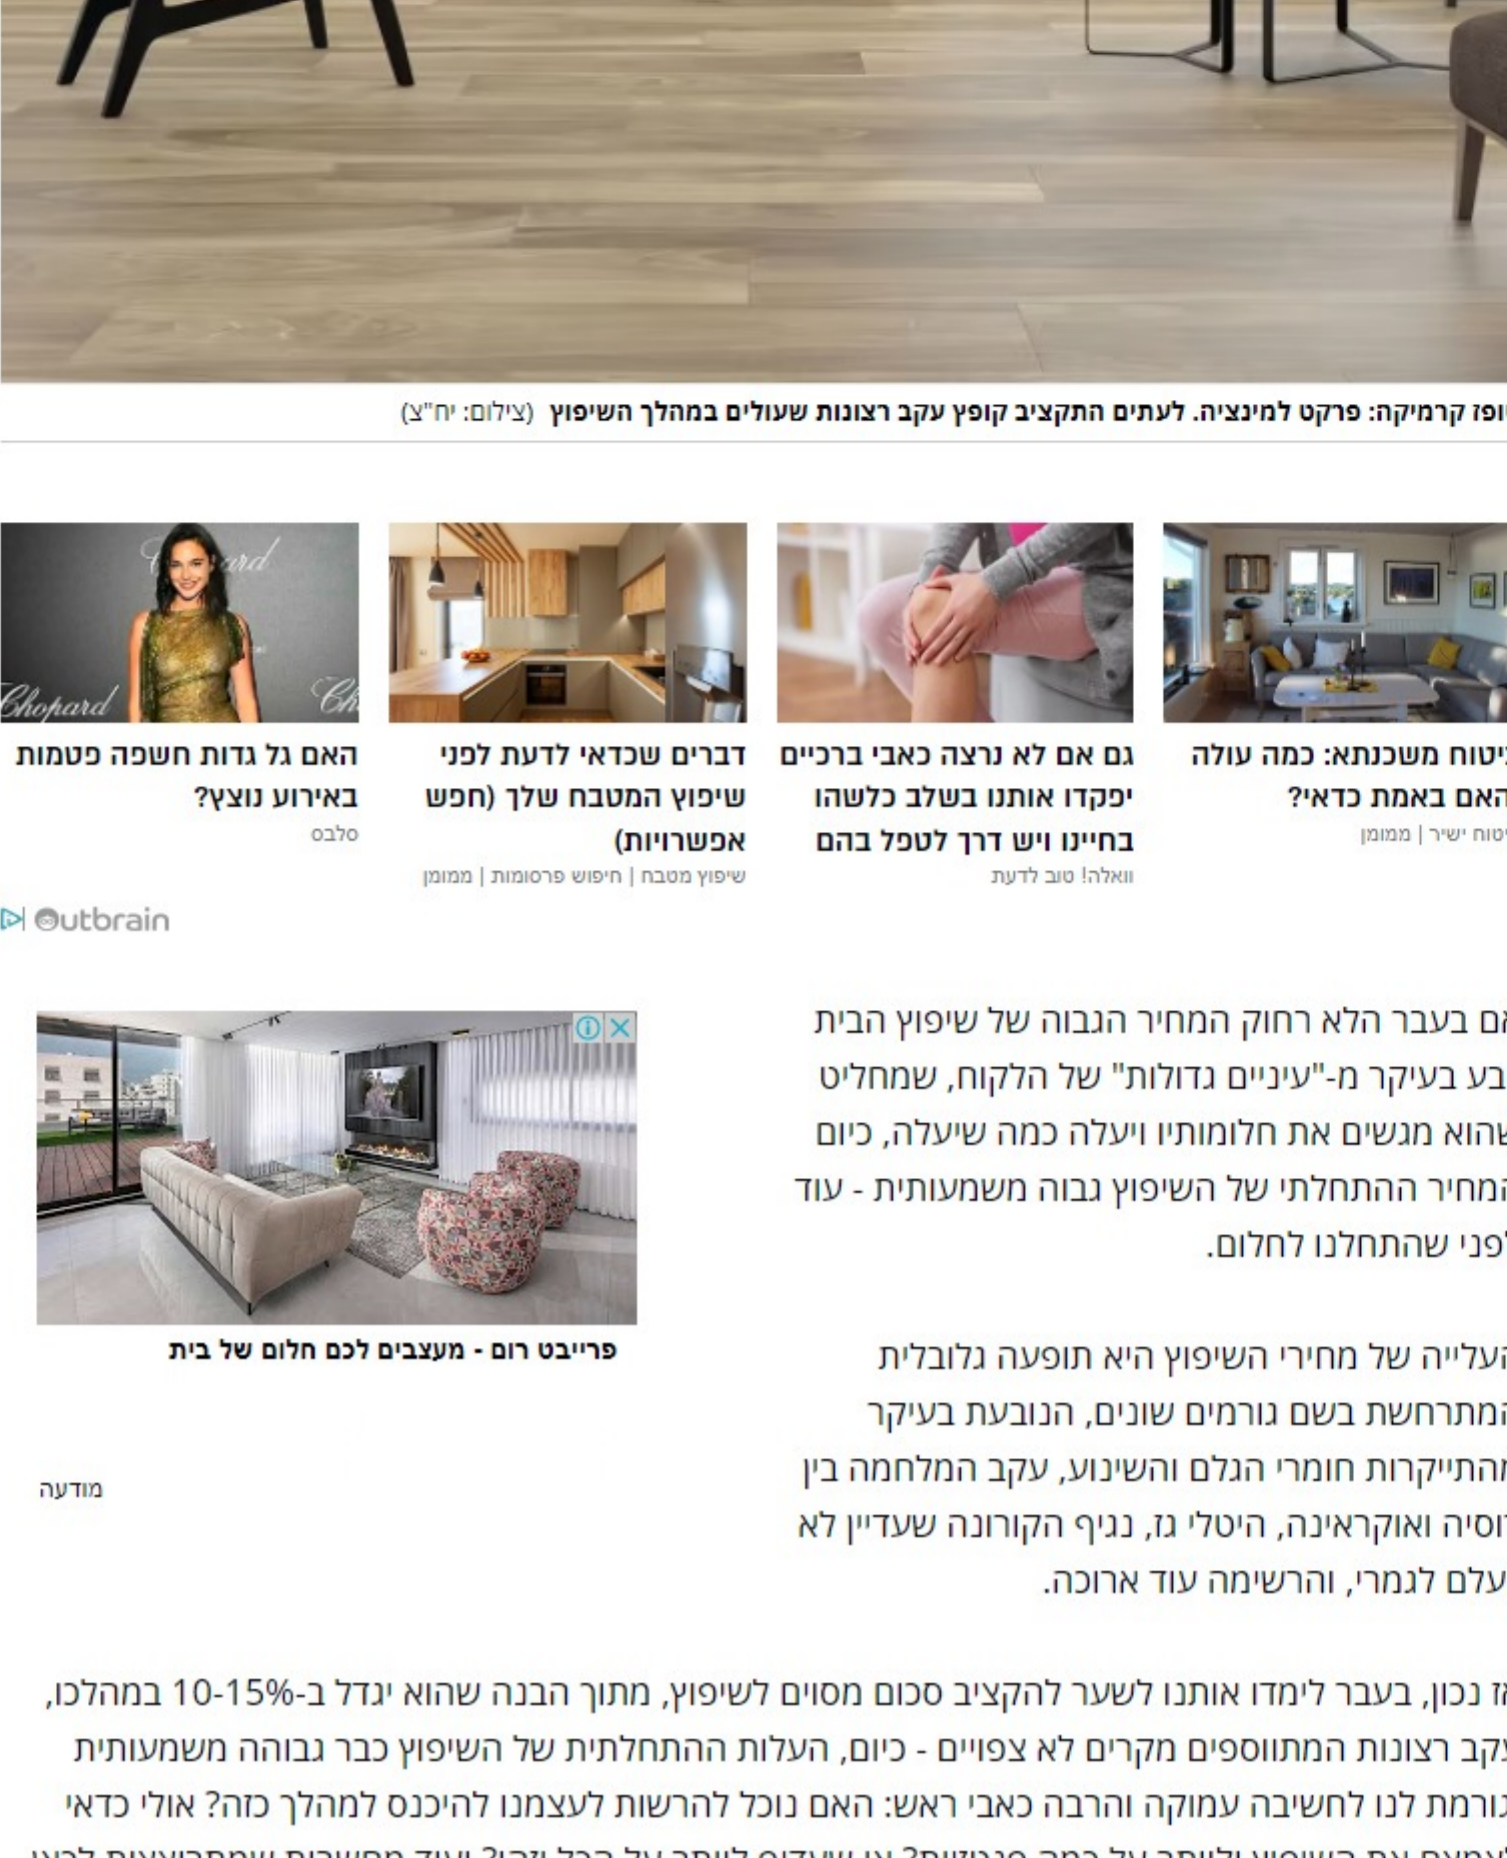 קרמיקה: פרקט למינציה. לעתים התקציב קופץ עקב רצונות שעולים במהלך השיפוץ (צילום: יח"צ)
משכנתא: כמה עולה
האם באמת כדאי?
ישיר | ממומן
גם אם לא נרצה כאבי ברכיים
יפקדו אותנו בשלב כלשהו
בחיינו ויש דרך לטפל בהם
וואלה! טוב לדעת
דברים שכדאי לדעת לפני
שיפוץ המטבח שלך (חפש
אפשרויות)
שיפוץ מטבח | חיפוש פרסומות | ממומן
Chopard
האם גל גדות חשפה פטמות
באירוע נוצץ?
סלבס
Outbrain
אם בעבר הלא רחוק המחיר הגבוה של שיפוץ הבית
בעיקר מ-"עיניים גדולות" של הלקוח, שמחליט
שהוא מגשים את חלומותיו ויעלה כמה שיעלה, כיום
המחיר ההתחלתי של השיפוץ גבוה משמעותית - עוד
לפני שהתחלנו לחלום.
העלייה של מחירי השיפוץ היא תופעה גלובלית
המתרחשת בשם גורמים שונים, הנובעת בעיקר
מהתייקרות חומרי הגלם והשינוע, עקב המלחמה בין
רוסיה ואוקראינה, היטלי גז, נגיף הקורונה שעדיין לא
לגמרי, והרשימה עוד ארוכה.
פרייבט רום - מעצבים לכם חלום של בית
מודעה
אז נכון, בעבר לימדו אותנו לשער להקציב סכום מסוים לשיפוץ, מתוך הבנה שהוא יגדל ב-10-15% במהלכו,
עקב רצונות המתווספים מקרים לא צפויים - כיום, העלות ההתחלתית של השיפוץ כבר גבוהה משמעותית
לנו לחשיבה עמוקה והרבה כאבי ראש: האם נוכל להרשות לעצמנו להיכנס למהלך כזה? אולי כדאי